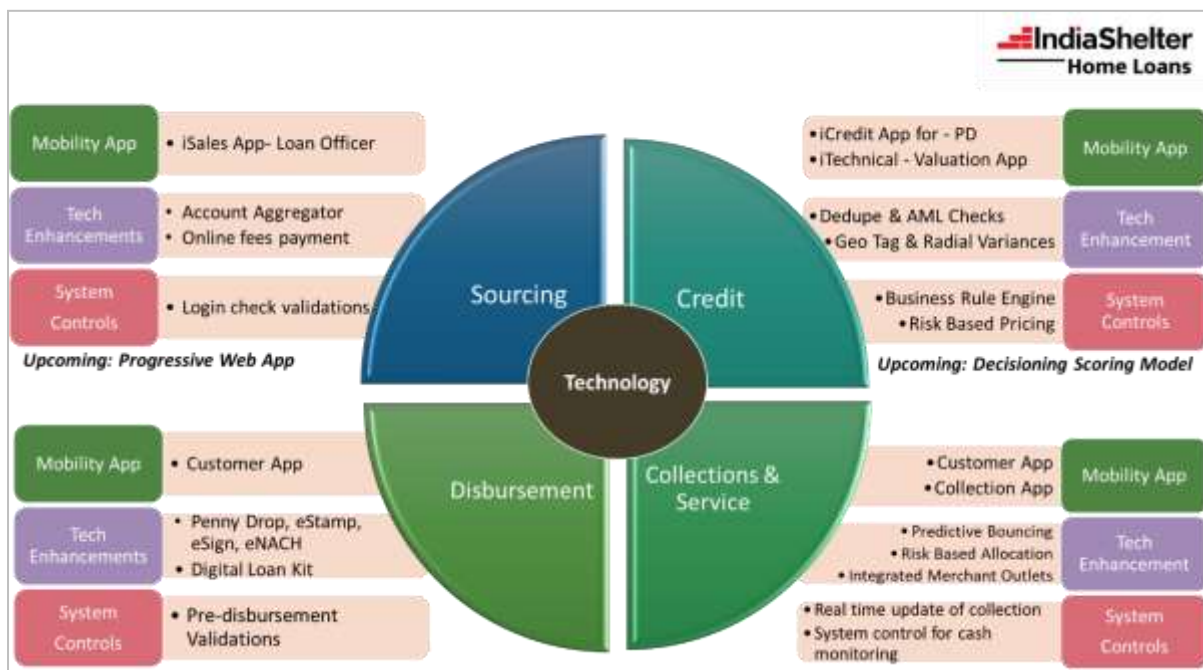 IndiaShelter
Home Loans
Mobility App
• iSales App- Loan Officer
Tech
Enhancements
• Account Aggregator
• Online fees payment
System
Controls
• Login check validations
Upcoming: Progressive Web App
•iCredit App for - PD
•iTechnical - Valuation App
Mobility App
•Dedupe & AML Checks
•Geo Tag & Radial Variances
Tech
Enhancement
•Business Rule Engine
•Risk Based Pricing
System
Controls
Upcoming: Decisioning Scoring Model
Sourcing
Credit
Technology
Disbursement
Collections &
Service
Mobility App
• Customer App
Tech
Enhancements
• Penny Drop, eStamp,
eSign, eNACH
• Digital Loan Kit
System
Controls
• Pre-disbursement
Validations
•Customer App
•Collection App
Mobility App
•Predictive Bouncing
•Risk Based Allocation
•Integrated Merchant Outlets
Tech
Enhancement
•Real time update of collection
•System control for cash
monitoring
System
Controls